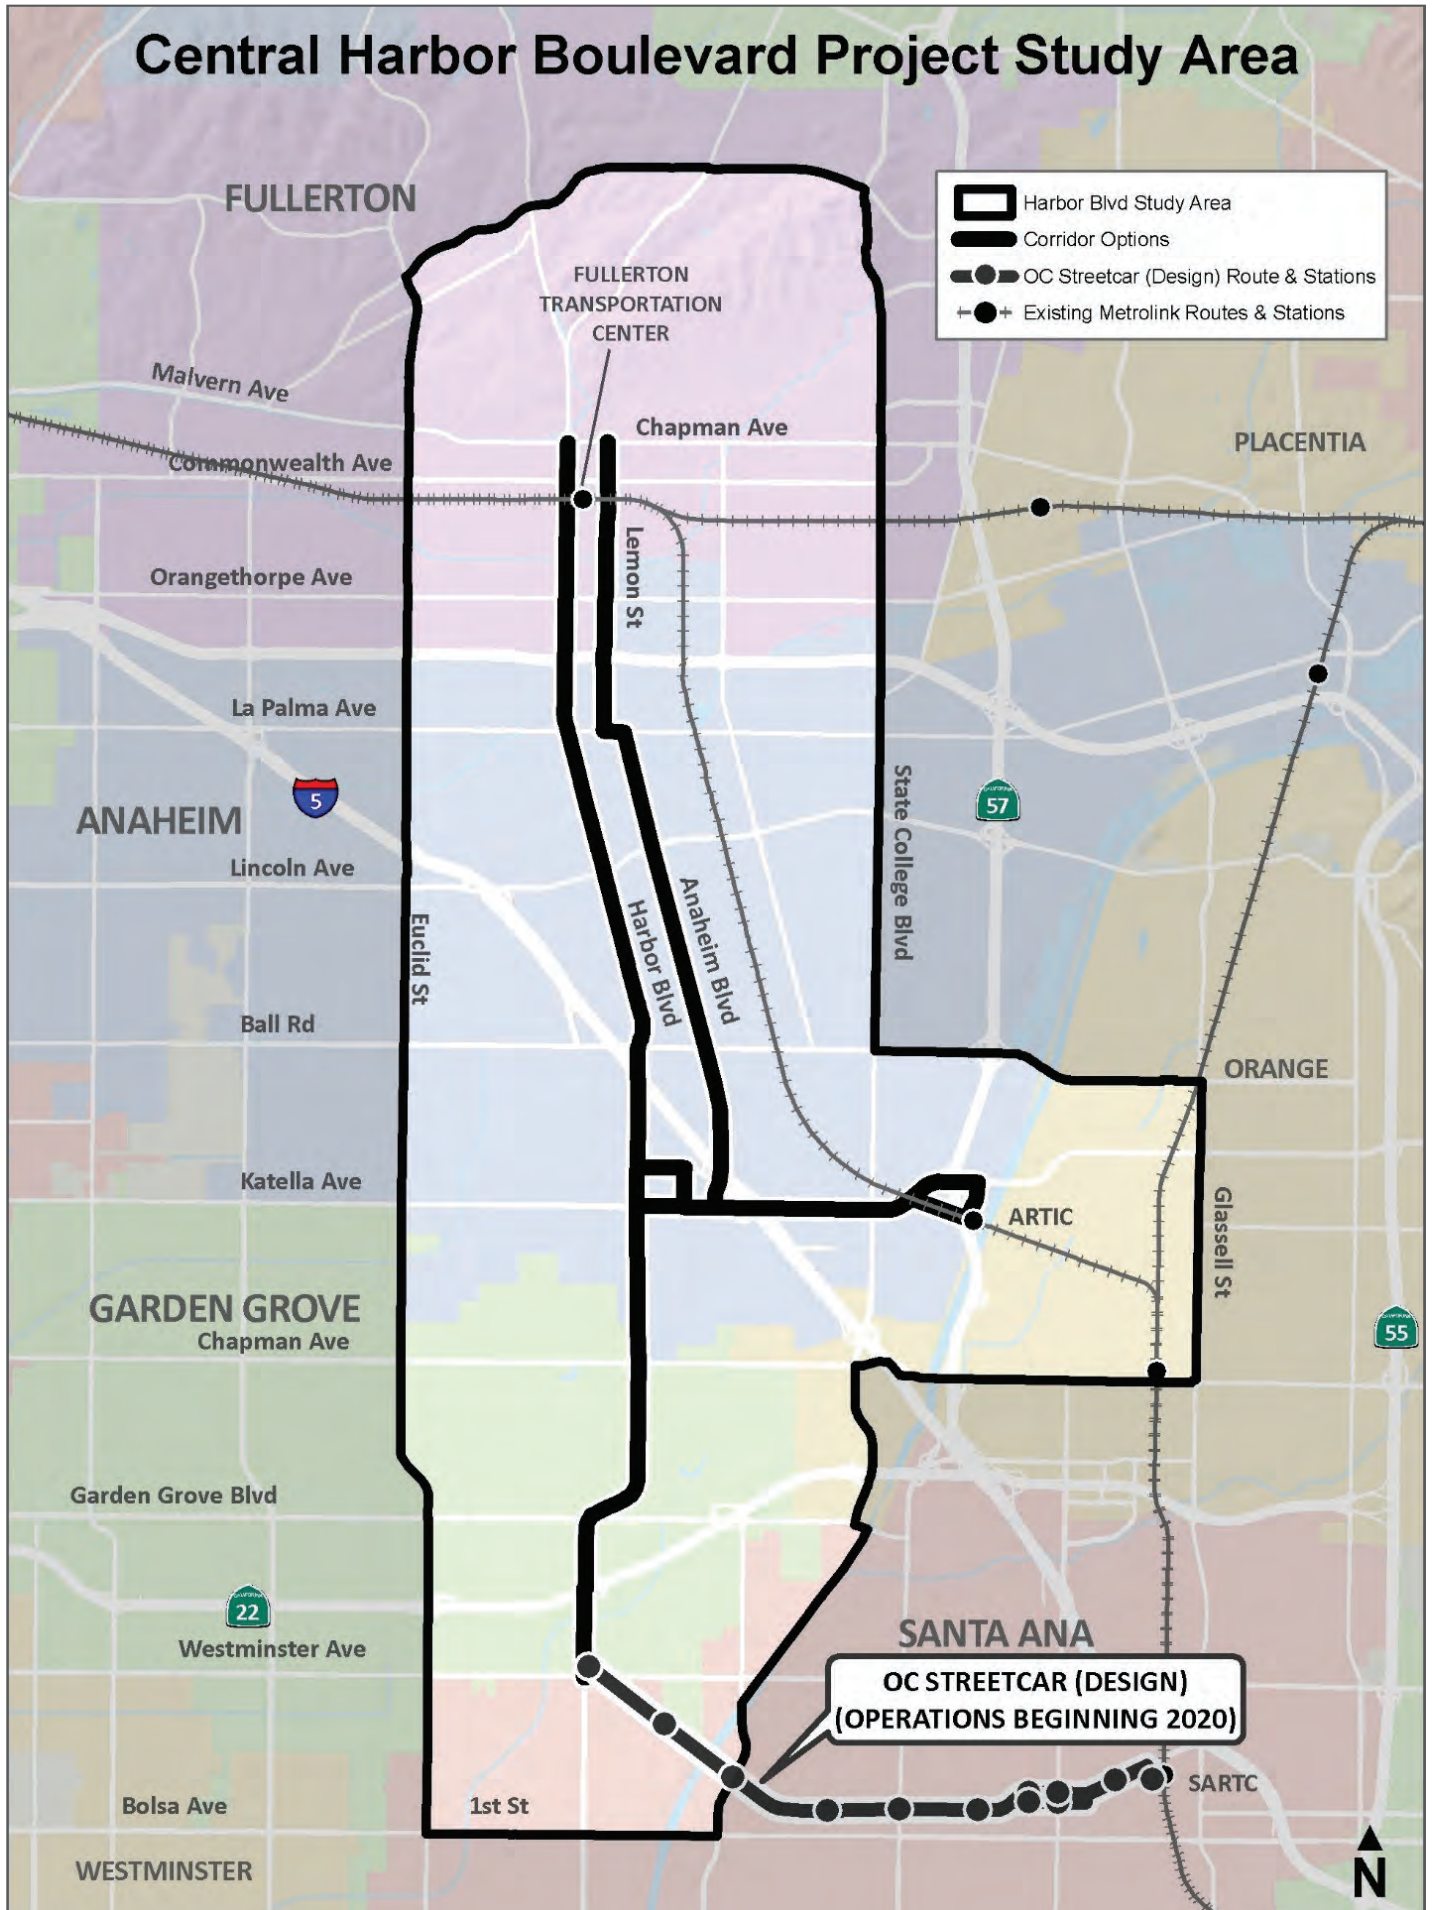 Central Harbor Boulevard Project Study Area
FULLERTON
Harbor Blvd Study Area
Corridor Options
OC Streetcar (Design) Route & Stations
Existing Metrolink Routes & Stations
FULLERTON
TRANSPORTATION
CENTER
Malvern Ave
Chapman Ave
PLACENTIA
Commonwealth Ave
Lemon St
Orangethorpe Ave
La Palma Ave
State College Blvd
5
CALIFORNIA
57
ANAHEIM
Lincoln Ave
Anaheim Blvd
Harbor Blvd
Euclid St
Ball Rd
ORANGE
Katella Ave
Glassell St
ARTIC
GARDEN GROVE
Chapman Ave
CALIFORNIA
55
Garden Grove Blvd
CALIFORNIA
22
Westminster Ave
SANTA ANA
OC STREETCAR (DESIGN)
(OPERATIONS BEGINNING 2020)
SARTC
Bolsa Ave
1st St
WESTMINSTER
N